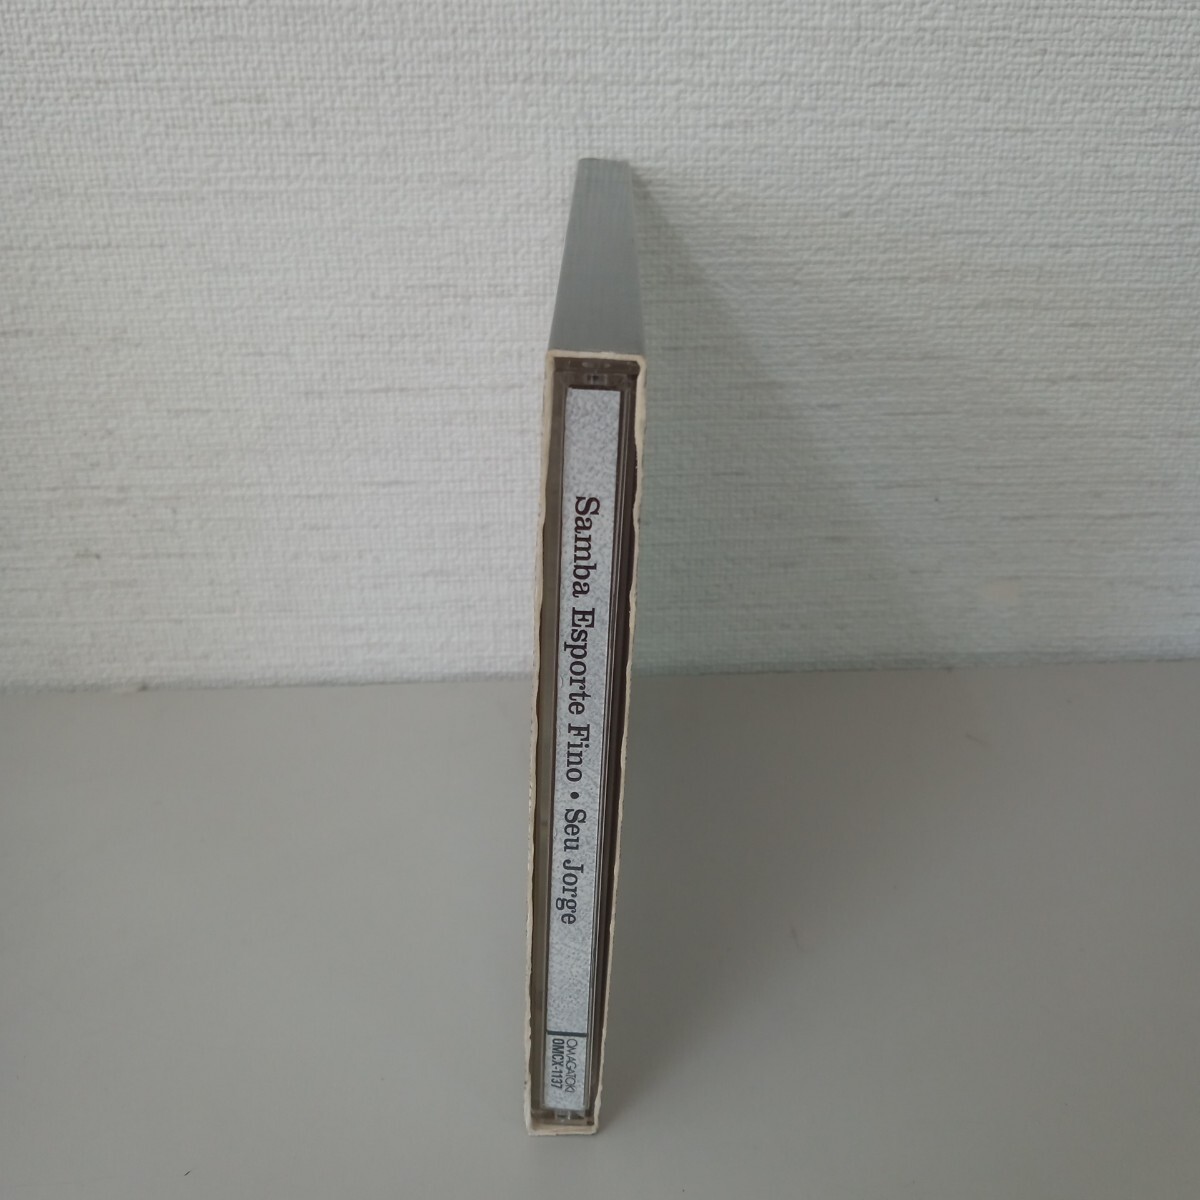 Samba Esporte Fino • Seu Jorge
OMAGATOKI
OMCX-1137